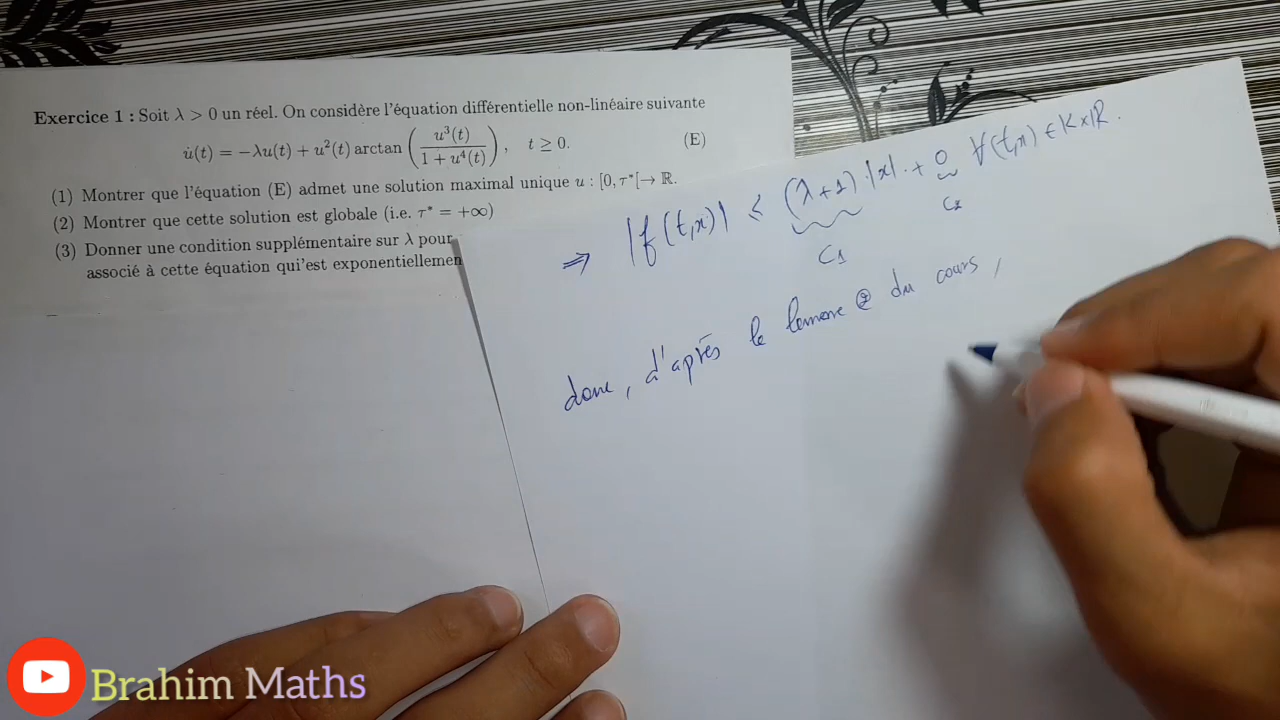 Exercice 1 : Soit λ > 0 un réel. On considère l'équation différentielle non-linéaire suivante
u̇(t) = −λu(t) + u²(t) arctan (u³(t) / (1 + u⁴(t))), t ≥ 0. (E)
(1) Montrer que l'équation (E) admet une solution maximal unique u : [0, τ*[→ ℝ.
(2) Montrer que cette solution est globale (i.e. τ* = +∞)
(3) Donner une condition supplémentaire sur λ pour
associé à cette équation qui'est exponentiellemen
⇒ |f(t,x)| ≤ (λ+1).|x|.+ 0 ∀(t,x) ∈ K×ℝ.
C1 C2
donc, d'après le lemme ② du cours,
Brahim Maths